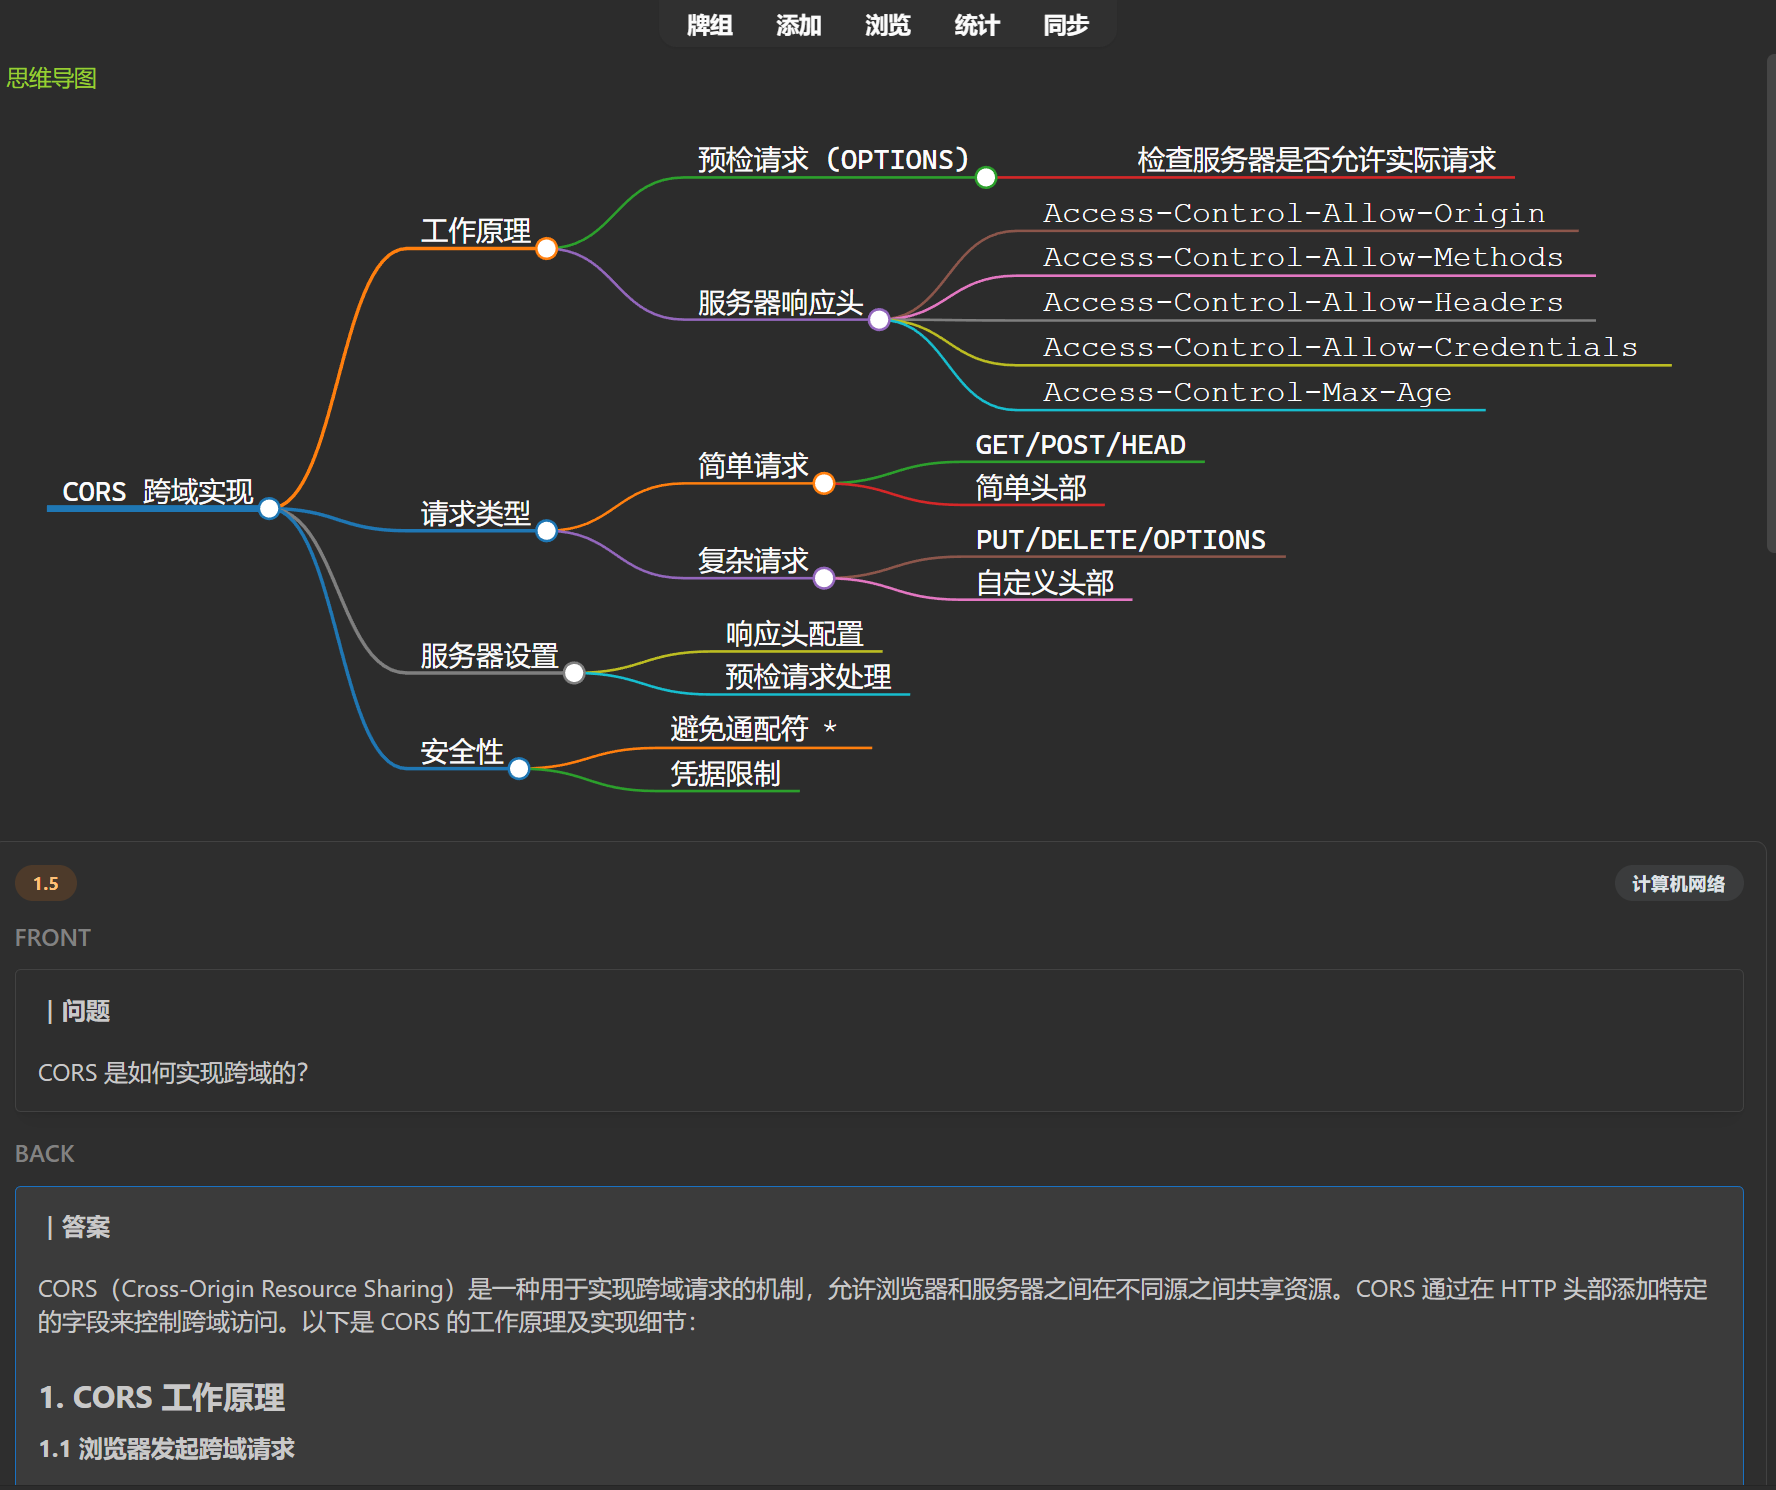 牌组 添加 浏览 统计 同步
思维导图
CORS 跨域实现
工作原理
预检请求 (OPTIONS)
检查服务器是否允许实际请求
服务器响应头
Access-Control-Allow-Origin
Access-Control-Allow-Methods
Access-Control-Allow-Headers
Access-Control-Allow-Credentials
Access-Control-Max-Age
请求类型
简单请求
GET/POST/HEAD
简单头部
复杂请求
PUT/DELETE/OPTIONS
自定义头部
服务器设置
响应头配置
预检请求处理
安全性
避免通配符 *
凭据限制
1.5
计算机网络
FRONT
| 问题
CORS 是如何实现跨域的？
BACK
| 答案
CORS（Cross-Origin Resource Sharing）是一种用于实现跨域请求的机制，允许浏览器和服务器之间在不同源之间共享资源。CORS 通过在 HTTP 头部添加特定
的字段来控制跨域访问。以下是 CORS 的工作原理及实现细节：
1. CORS 工作原理
1.1 浏览器发起跨域请求